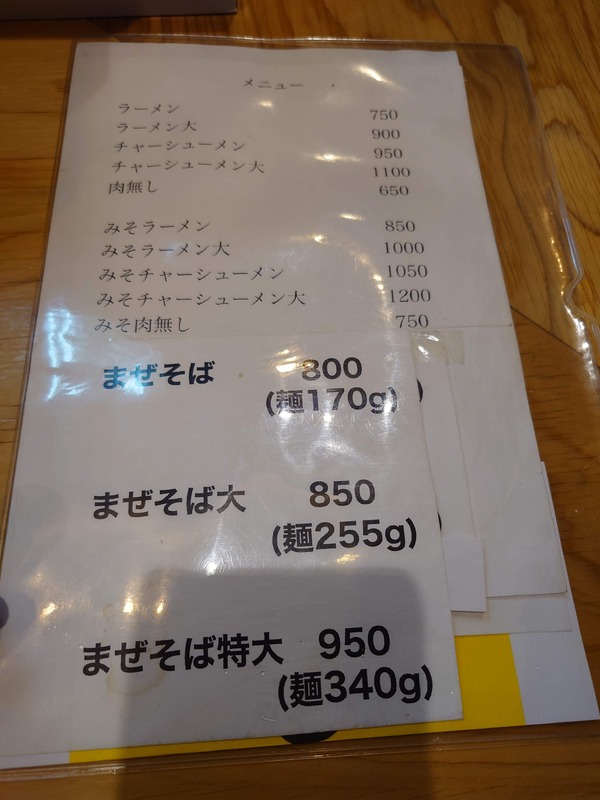 メニュー
ラーメン 750
ラーメン大 900
チャーシューメン 950
チャーシューメン大 1100
肉無し 650
みそラーメン 850
みそラーメン大 1000
みそチャーシューメン 1050
みそチャーシューメン大 1200
みそ肉無し 750
まぜそば 800
(麺170g)
まぜそば大 850
(麺255g)
まぜそば特大 950
(麺340g)